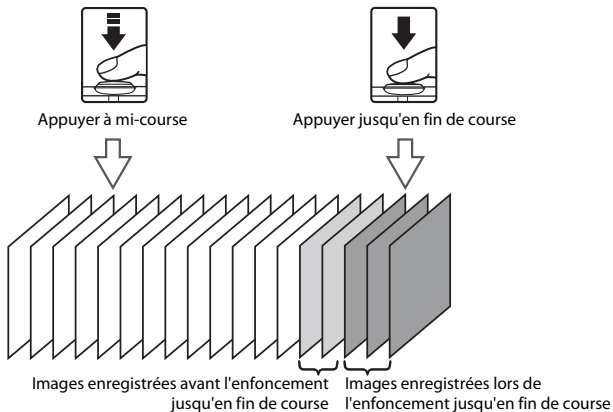 Appuyer à mi-course
Appuyer jusqu'en fin de course
Images enregistrées avant l'enfoncement
jusqu'en fin de course
Images enregistrées lors de
l'enfoncement jusqu'en fin de course